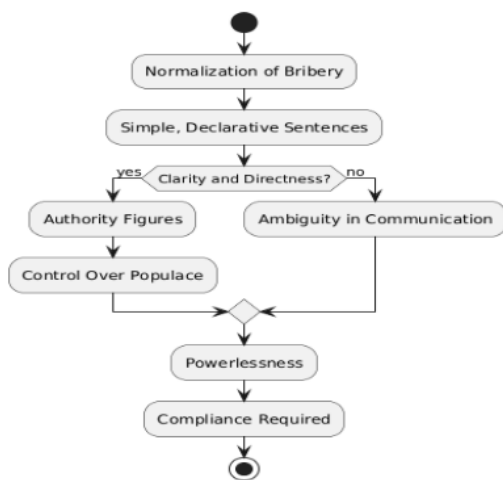 Normalization of Bribery
Simple, Declarative Sentences
yes
Clarity and Directness?
no
Authority Figures
Ambiguity in Communication
Control Over Populace
Powerlessness
Compliance Required